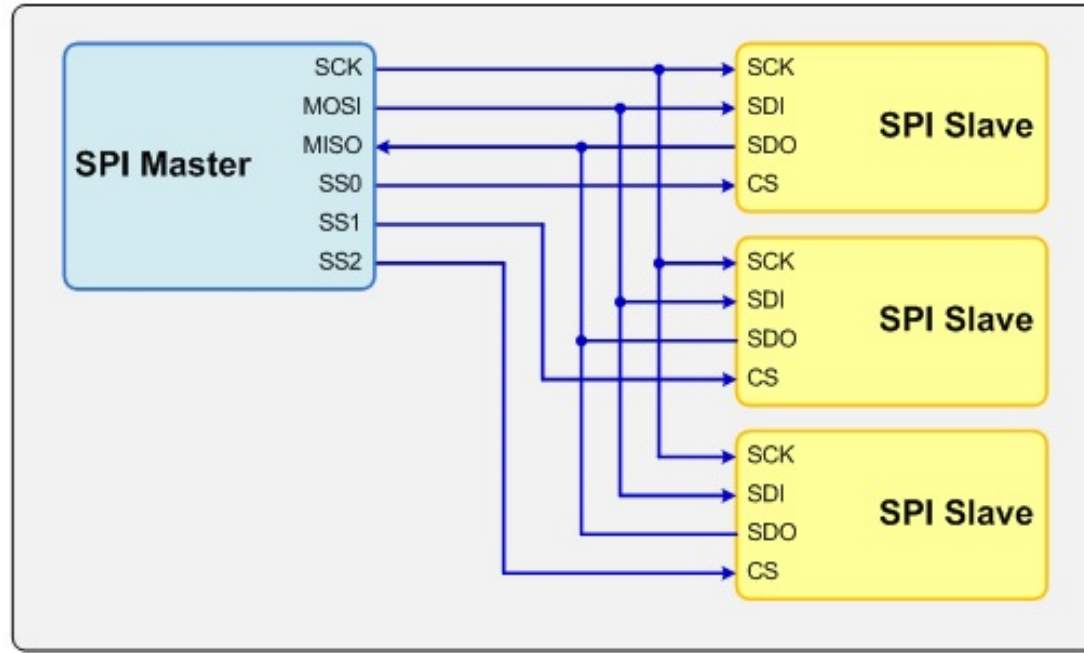 SPI Master
SCK
MOSI
MISO
SS0
SS1
SS2
SPI Slave
SCK
SDI
SDO
CS
SPI Slave
SCK
SDI
SDO
CS
SPI Slave
SCK
SDI
SDO
CS